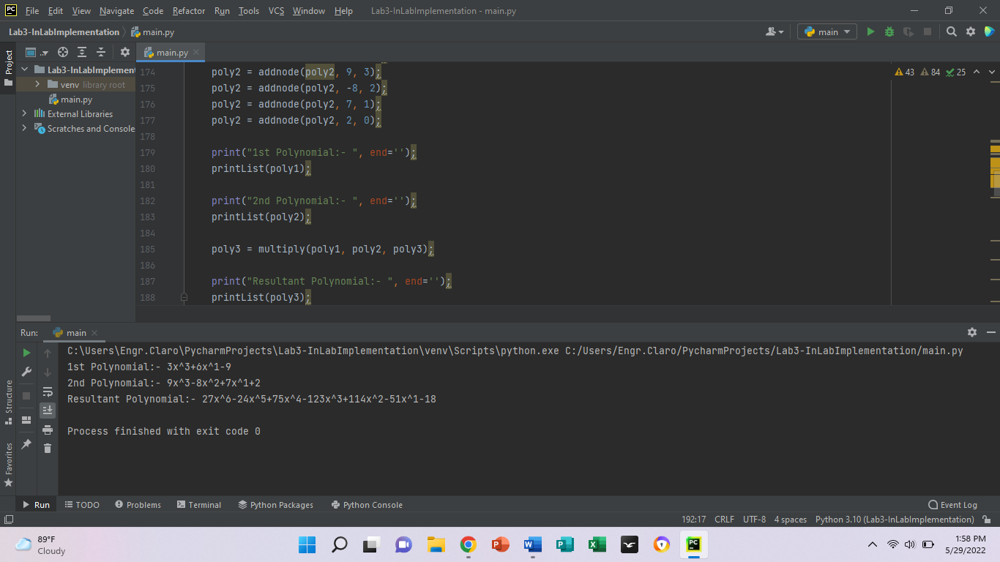 PC File Edit View Navigate Code Refactor Run Tools VCS Window Help Lab3-InLabImplementation - main.py
Lab3-InLabImplementation main.py main
Project
main.py
Lab3-InLabImplement
venv library root
main.py
External Libraries
Scratches and Console
43 84 25
174 poly2 = addnode(poly2, 9, 3);
175 poly2 = addnode(poly2, -8, 2);
176 poly2 = addnode(poly2, 7, 1);
177 poly2 = addnode(poly2, 2, 0);
178
179 print("1st Polynomial:- ", end='');
180 printList(poly1);
181
182 print("2nd Polynomial:- ", end='');
183 printList(poly2);
184
185 poly3 = multiply(poly1, poly2, poly3);
186
187 print("Resultant Polynomial:- ", end='');
188 printList(poly3);
Run: main
C:\Users\Engr.Claro\PycharmProjects\Lab3-InLabImplementation\venv\Scripts\python.exe C:/Users/Engr.Claro/PycharmProjects/Lab3-InLabImplementation/main.py
1st Polynomial:- 3x^3+6x^1-9
2nd Polynomial:- 9x^3-8x^2+7x^1+2
Resultant Polynomial:- 27x^6-24x^5+75x^4-123x^3+114x^2-51x^1-18
Process finished with exit code 0
Structure
Favorites
Run TODO Problems Terminal Python Packages Python Console Event Log
192:17 CRLF UTF-8 4 spaces Python 3.10 (Lab3-InLabImplementation)
89°F
Cloudy
1:58 PM
5/29/2022